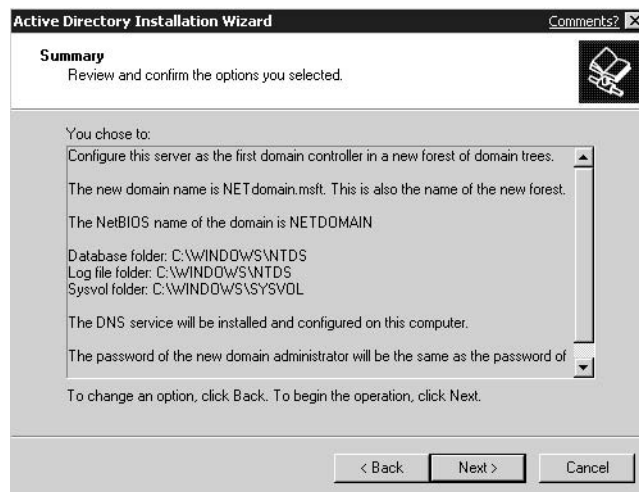 Active Directory Installation Wizard Comments?
Summary
Review and confirm the options you selected.
You chose to:
Configure this server as the first domain controller in a new forest of domain trees.
The new domain name is NETdomain.msft. This is also the name of the new forest.
The NetBIOS name of the domain is NETDOMAIN
Database folder: C:\WINDOWS\NTDS
Log file folder: C:\WINDOWS\NTDS
Sysvol folder: C:\WINDOWS\SYSVOL
The DNS service will be installed and configured on this computer.
The password of the new domain administrator will be the same as the password of
To change an option, click Back. To begin the operation, click Next.
< Back Next > Cancel